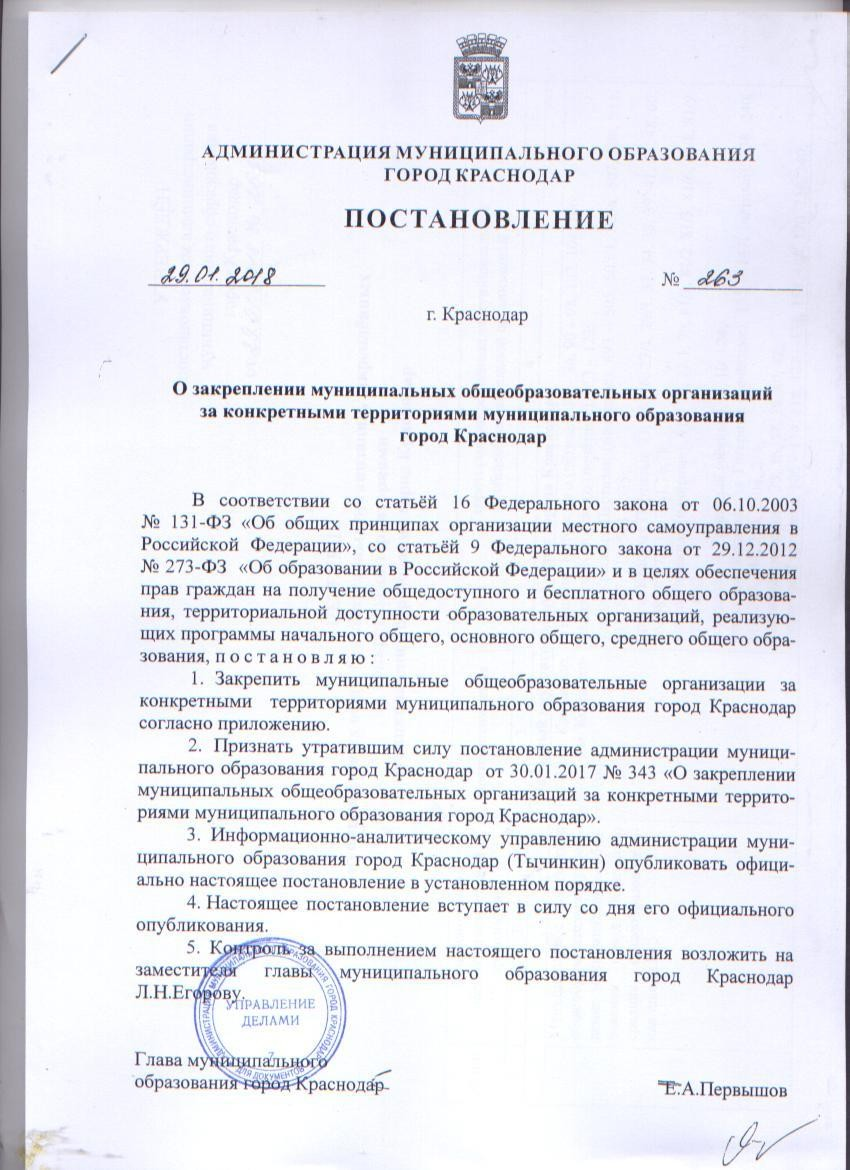 АДМИНИСТРАЦИЯ МУНИЦИПАЛЬНОГО ОБРАЗОВАНИЯ
ГОРОД КРАСНОДАР
ПОСТАНОВЛЕНИЕ
29.01.2018 № 263
г. Краснодар
О закреплении муниципальных общеобразовательных организаций
за конкретными территориями муниципального образования
город Краснодар
В соответствии со статьёй 16 Федерального закона от 06.10.2003
№ 131-ФЗ «Об общих принципах организации местного самоуправления в
Российской Федерации», со статьёй 9 Федерального закона от 29.12.2012
№ 273-ФЗ «Об образовании в Российской Федерации» и в целях обеспечения
прав граждан на получение общедоступного и бесплатного общего образова-
ния, территориальной доступности образовательных организаций, реализую-
щих программы начального общего, основного общего, среднего общего обра-
зования, п о с т а н о в л я ю :
1. Закрепить муниципальные общеобразовательные организации за
конкретными территориями муниципального образования город Краснодар
согласно приложению.
2. Признать утратившим силу постановление администрации муници-
пального образования город Краснодар от 30.01.2017 № 343 «О закреплении
муниципальных общеобразовательных организаций за конкретными террито-
риями муниципального образования город Краснодар».
3. Информационно-аналитическому управлению администрации муни-
ципального образования город Краснодар (Тычинкин) опубликовать офици-
ально настоящее постановление в установленном порядке.
4. Настоящее постановление вступает в силу со дня его официального
опубликования.
5. Контроль за выполнением настоящего постановления возложить на
заместителя главы муниципального образования город Краснодар
Л.Н.Егорову.
УПРАВЛЕНИЕ
ДЕЛАМИ
7
ДЛЯ ДОКУМЕНТОВ
Глава муниципального
образования город Краснодар Е.А.Первышов